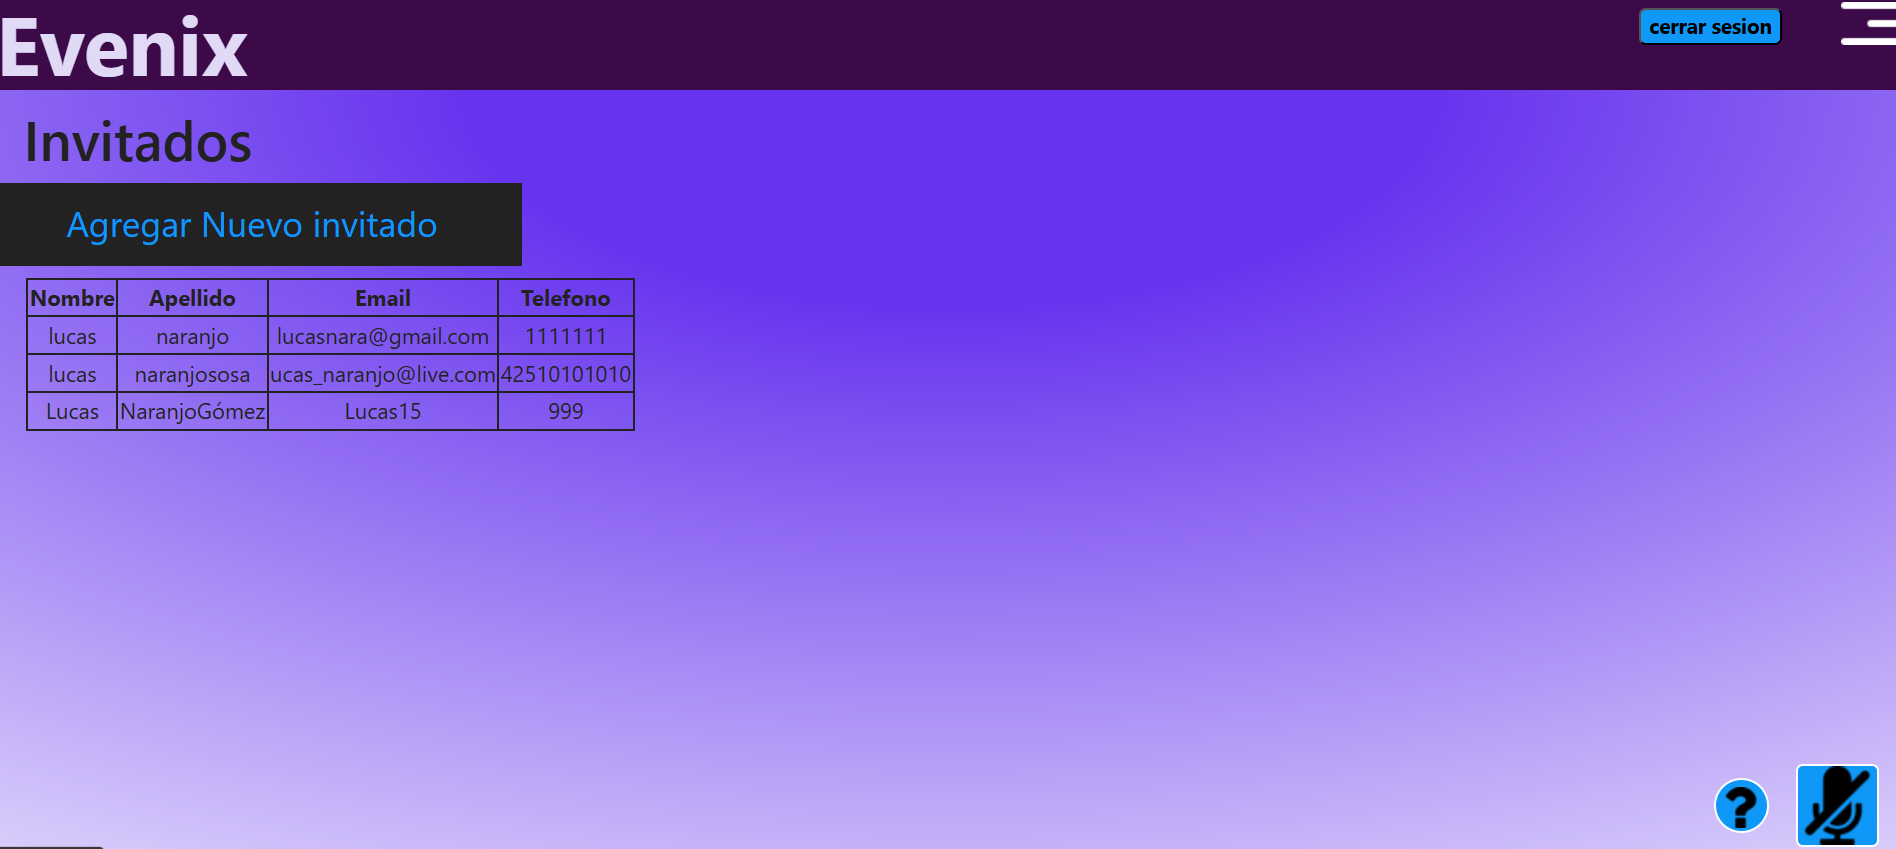 Evenix
cerrar sesion
Invitados
Agregar Nuevo invitado
Nombre Apellido Email Telefono
lucas naranjo lucasnara@gmail.com 1111111
lucas naranjososa ucas_naranjo@live.com 42510101010
Lucas NaranjoGómez Lucas15 999
?